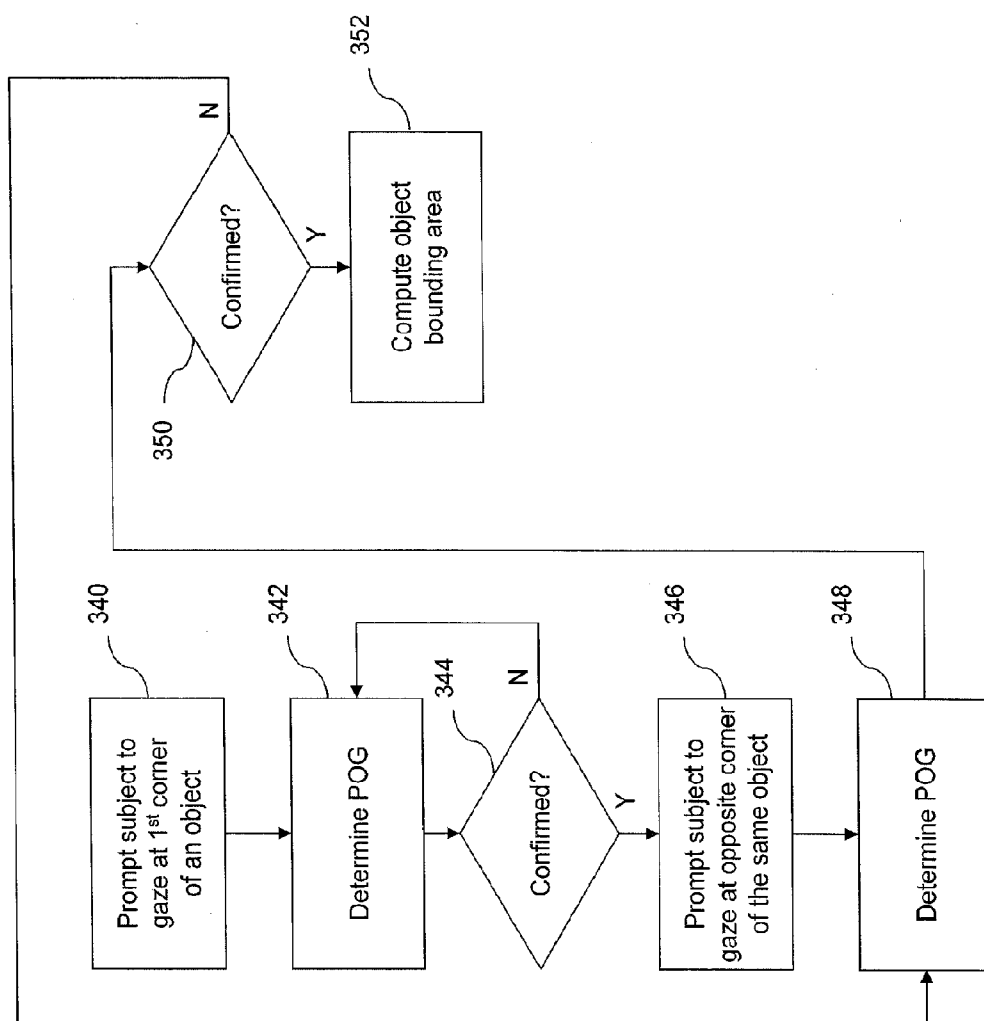 340
Prompt subject to
gaze at 1st corner
of an object
342
Determine POG
344
Confirmed?
N
Y
346
Prompt subject to
gaze at opposite corner
of the same object
348
Determine POG
350
Confirmed?
N
Y
352
Compute object
bounding area